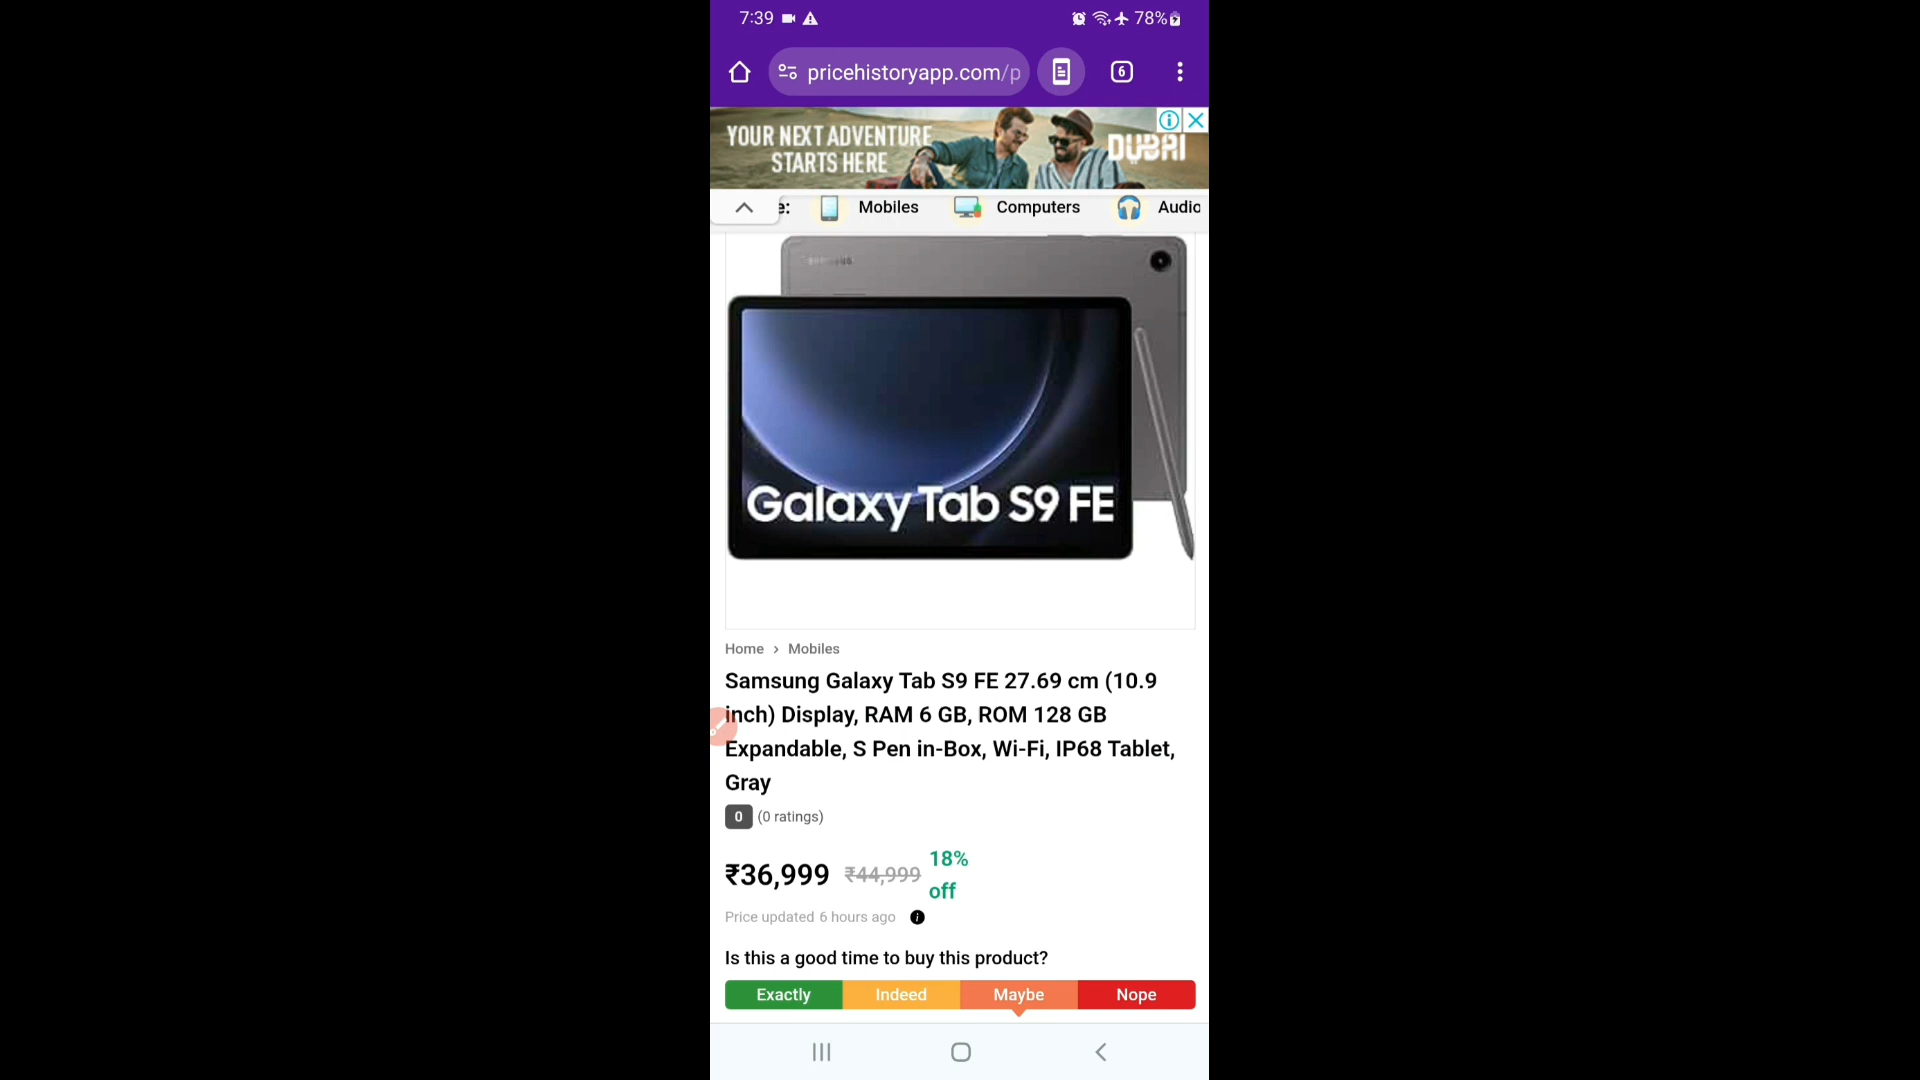 7:39
78%
pricehistoryapp.com/p
6
YOUR NEXT ADVENTURE
STARTS HERE
DUBAI
e:
Mobiles
Computers
Audio
SAMSUNG
Galaxy Tab S9 FE
Home › Mobiles
Samsung Galaxy Tab S9 FE 27.69 cm (10.9
inch) Display, RAM 6 GB, ROM 128 GB
Expandable, S Pen in-Box, Wi-Fi, IP68 Tablet,
Gray
0 (0 ratings)
₹36,999 ₹44,999 18%
off
Price updated 6 hours ago
Is this a good time to buy this product?
Exactly Indeed Maybe Nope